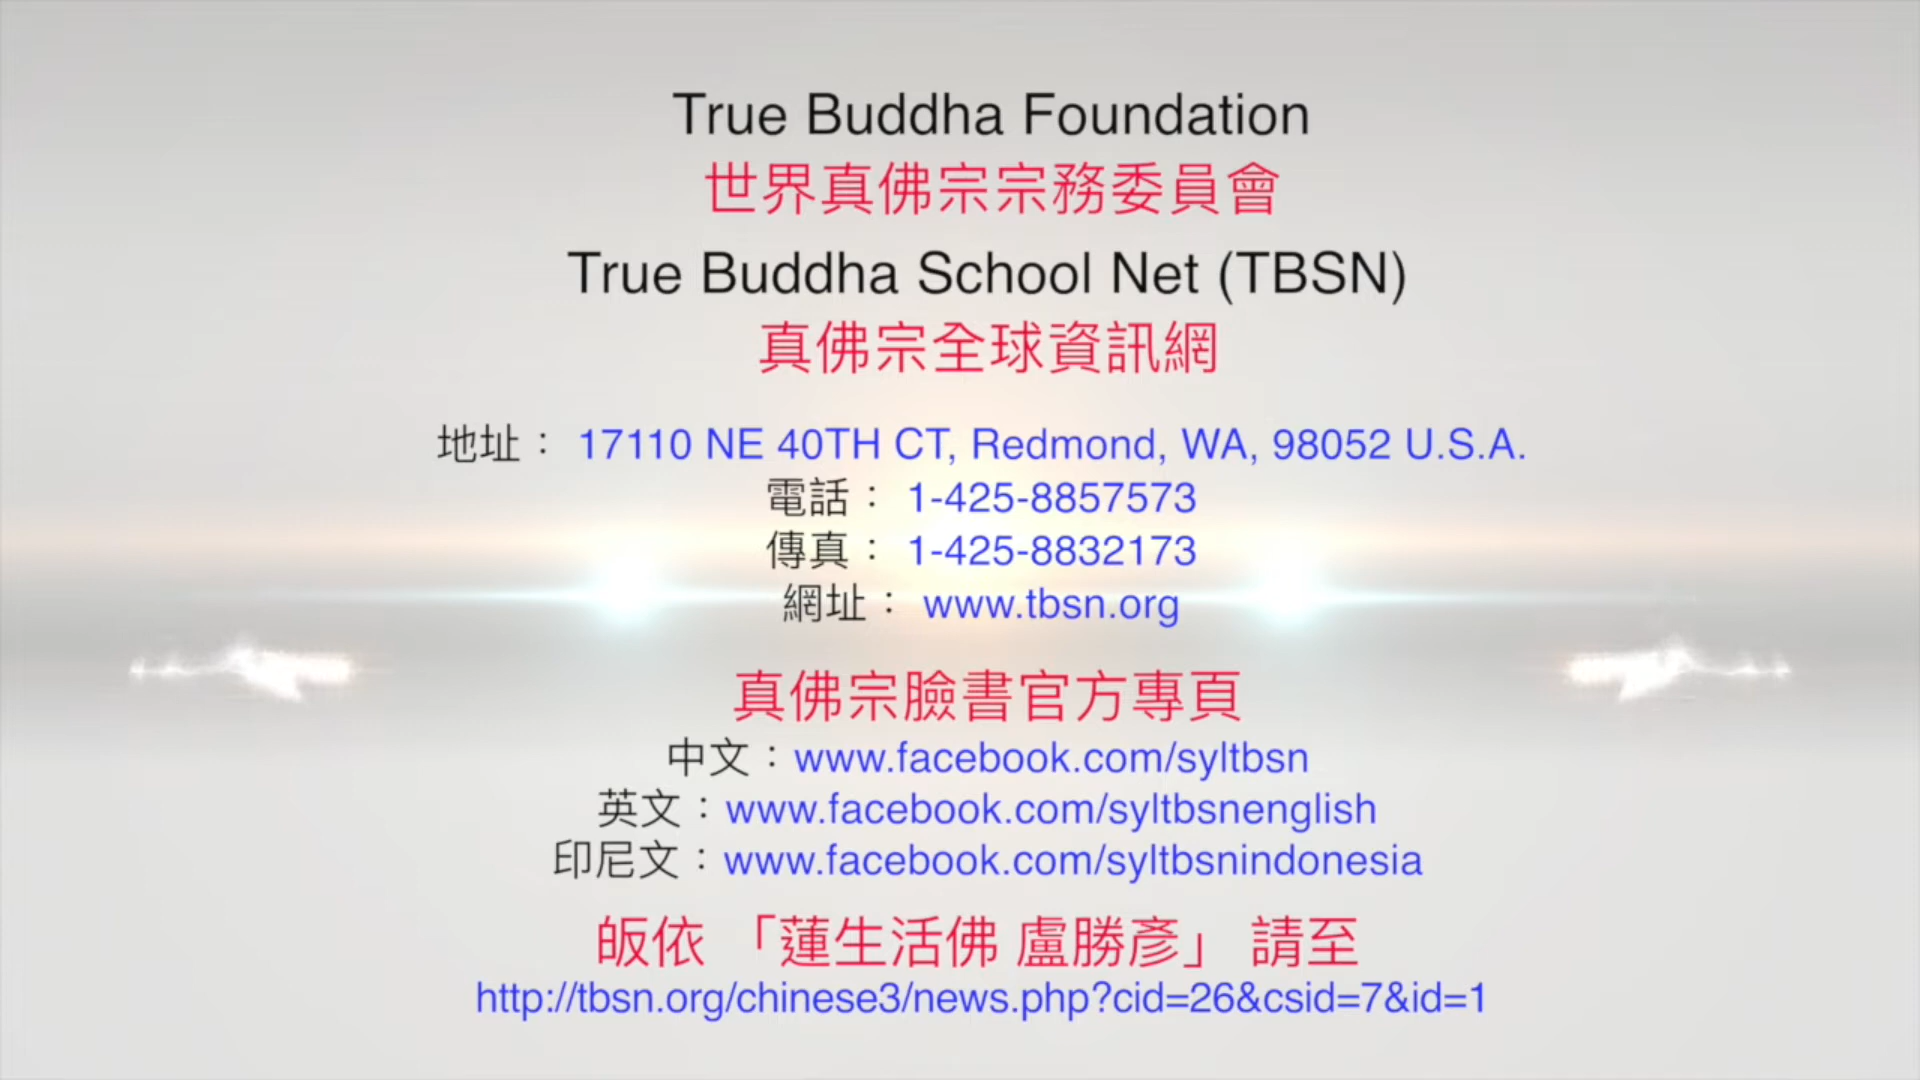 True Buddha Foundation
世界真佛宗宗務委員會
True Buddha School Net (TBSN)
真佛宗全球資訊網
地址： 17110 NE 40TH CT, Redmond, WA, 98052 U.S.A.
電話： 1-425-8857573
傳真： 1-425-8832173
網址： www.tbsn.org
真佛宗臉書官方專頁
中文：www.facebook.com/syltbsn
英文：www.facebook.com/syltbsnenglish
印尼文：www.facebook.com/syltbsnindonesia
皈依 「蓮生活佛 盧勝彥」 請至
http://tbsn.org/chinese3/news.php?cid=26&csid=7&id=1